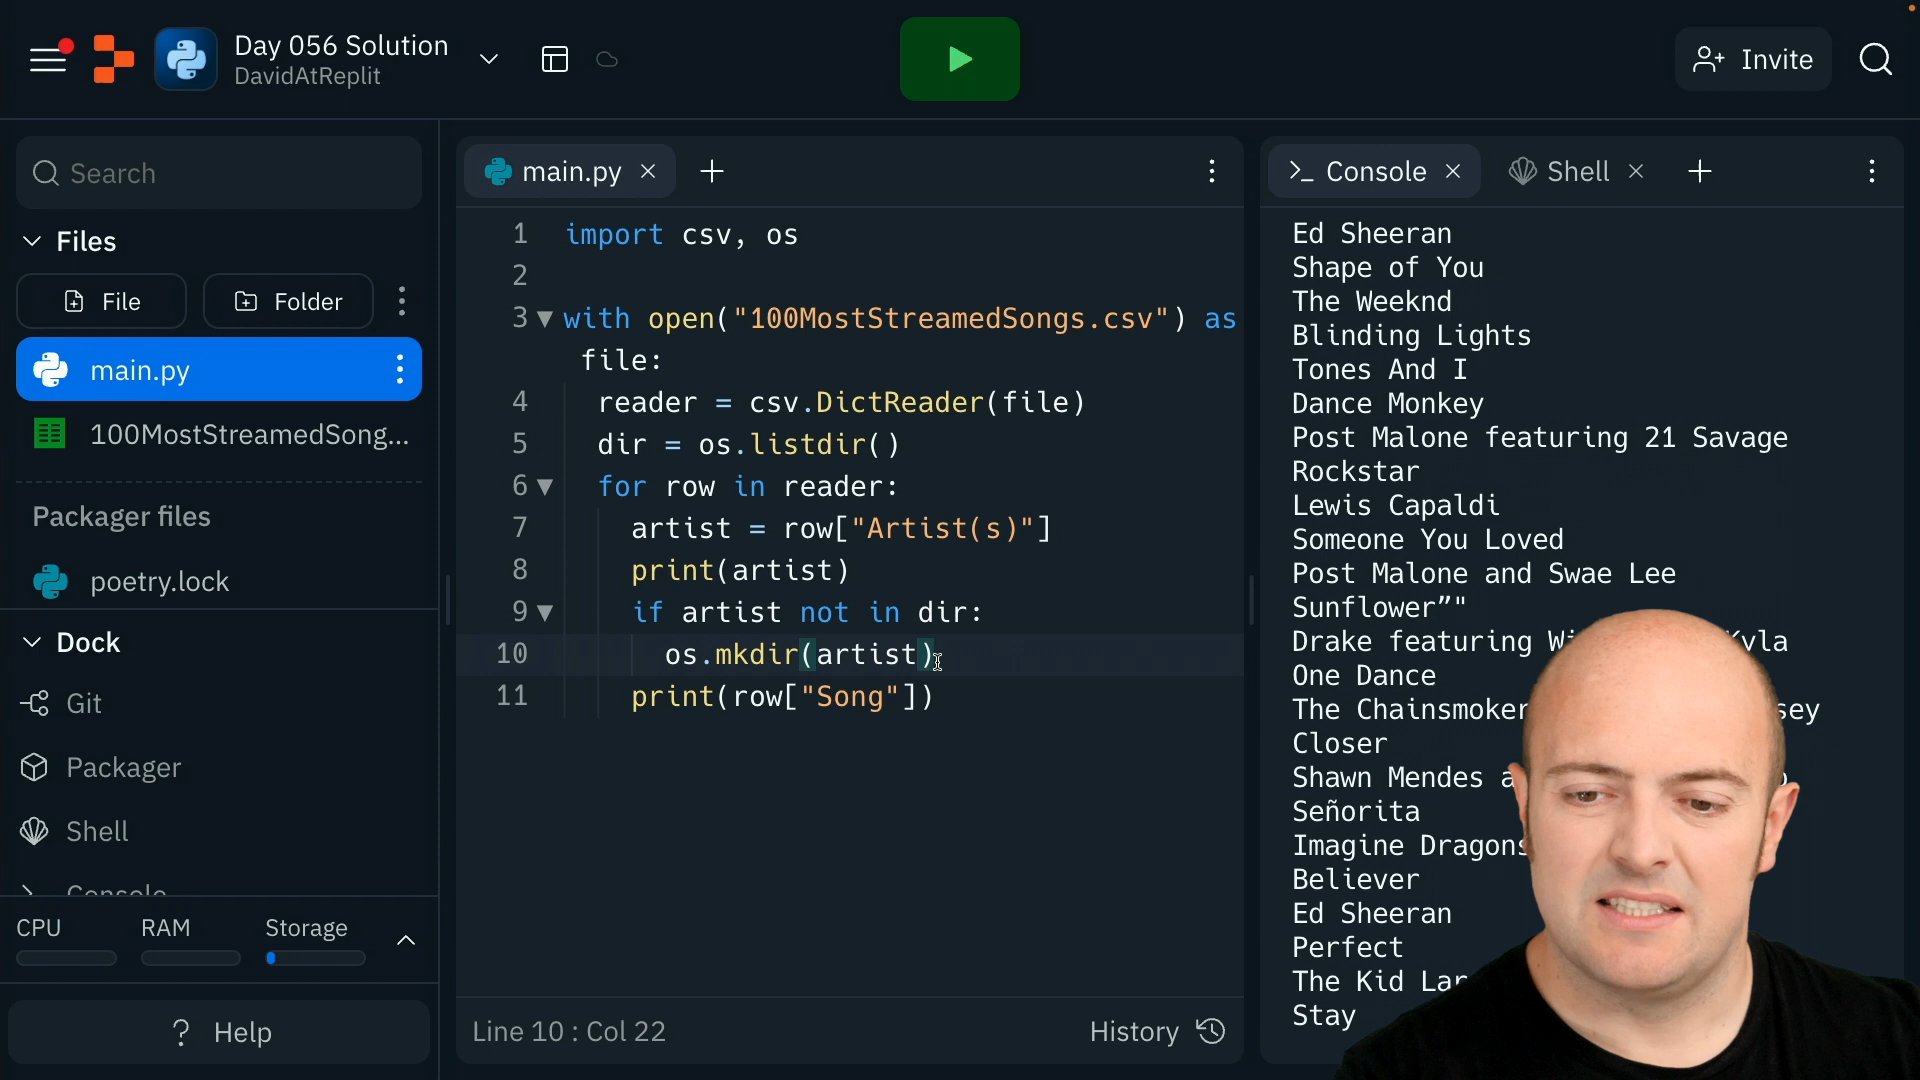 Day 056 Solution
DavidAtReplit
Invite
Search
Files
File
Folder
main.py
100MostStreamedSong...
Packager files
poetry.lock
Dock
Git
Packager
Shell
Console
CPU RAM Storage
Help
main.py
1 import csv, os
2
3 with open("100MostStreamedSongs.csv") as
file:
4 reader = csv.DictReader(file)
5 dir = os.listdir()
6 for row in reader:
7 artist = row["Artist(s)"]
8 print(artist)
9 if artist not in dir:
10 os.mkdir(artist)
11 print(row["Song"])
Line 10 : Col 22
History
Console
Shell
Ed Sheeran
Shape of You
The Weeknd
Blinding Lights
Tones And I
Dance Monkey
Post Malone featuring 21 Savage
Rockstar
Lewis Capaldi
Someone You Loved
Post Malone and Swae Lee
Sunflower”"
Drake featuring
One Dance
The
Closer
Shawn Mendes
Señorita
Imagine Dragons
Believer
Ed Sheeran
Perfect
The Kid
Stay